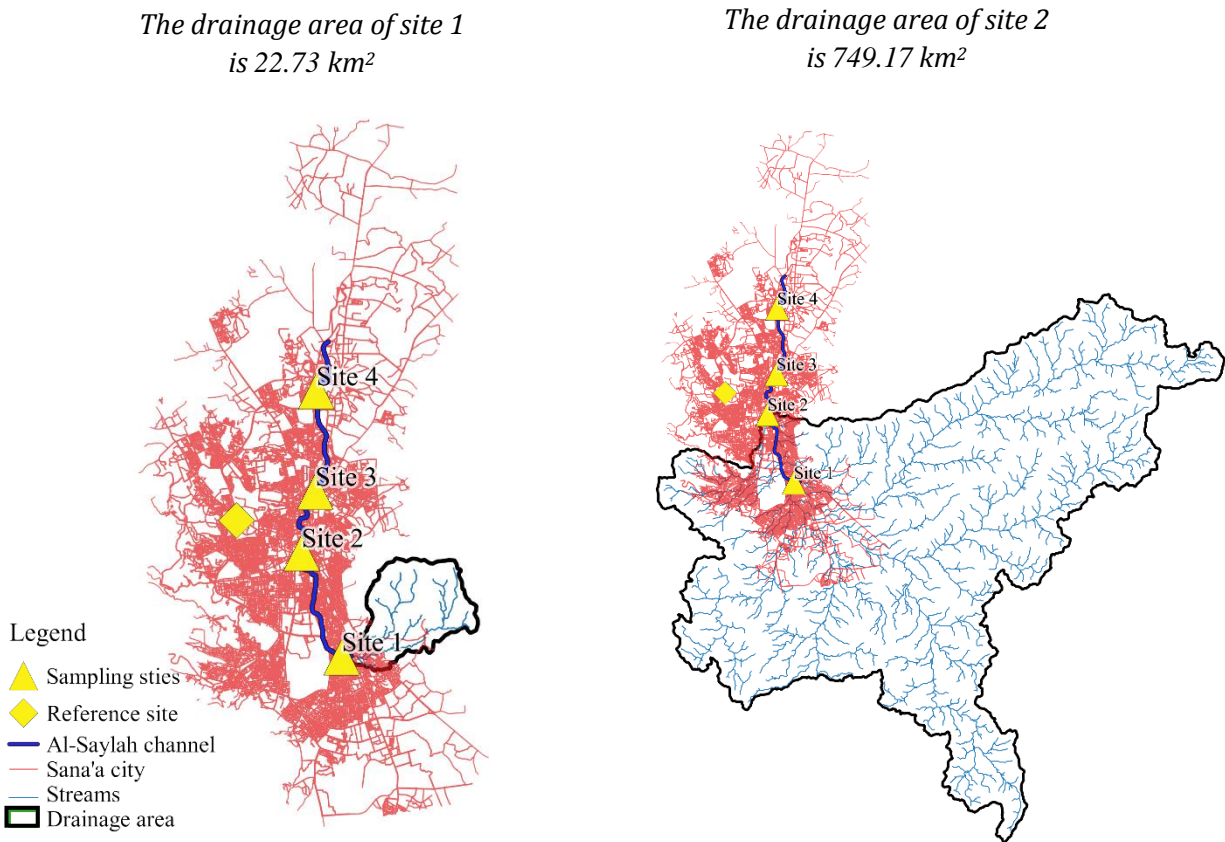 The drainage area of site 1
is 22.73 km²
The drainage area of site 2
is 749.17 km²
Site 4
Site 3
Site 2
Site 1
Legend
Sampling sties
Reference site
Al-Saylah channel
Sana'a city
Streams
Drainage area
Site 4
Site 3
Site 2
Site 1